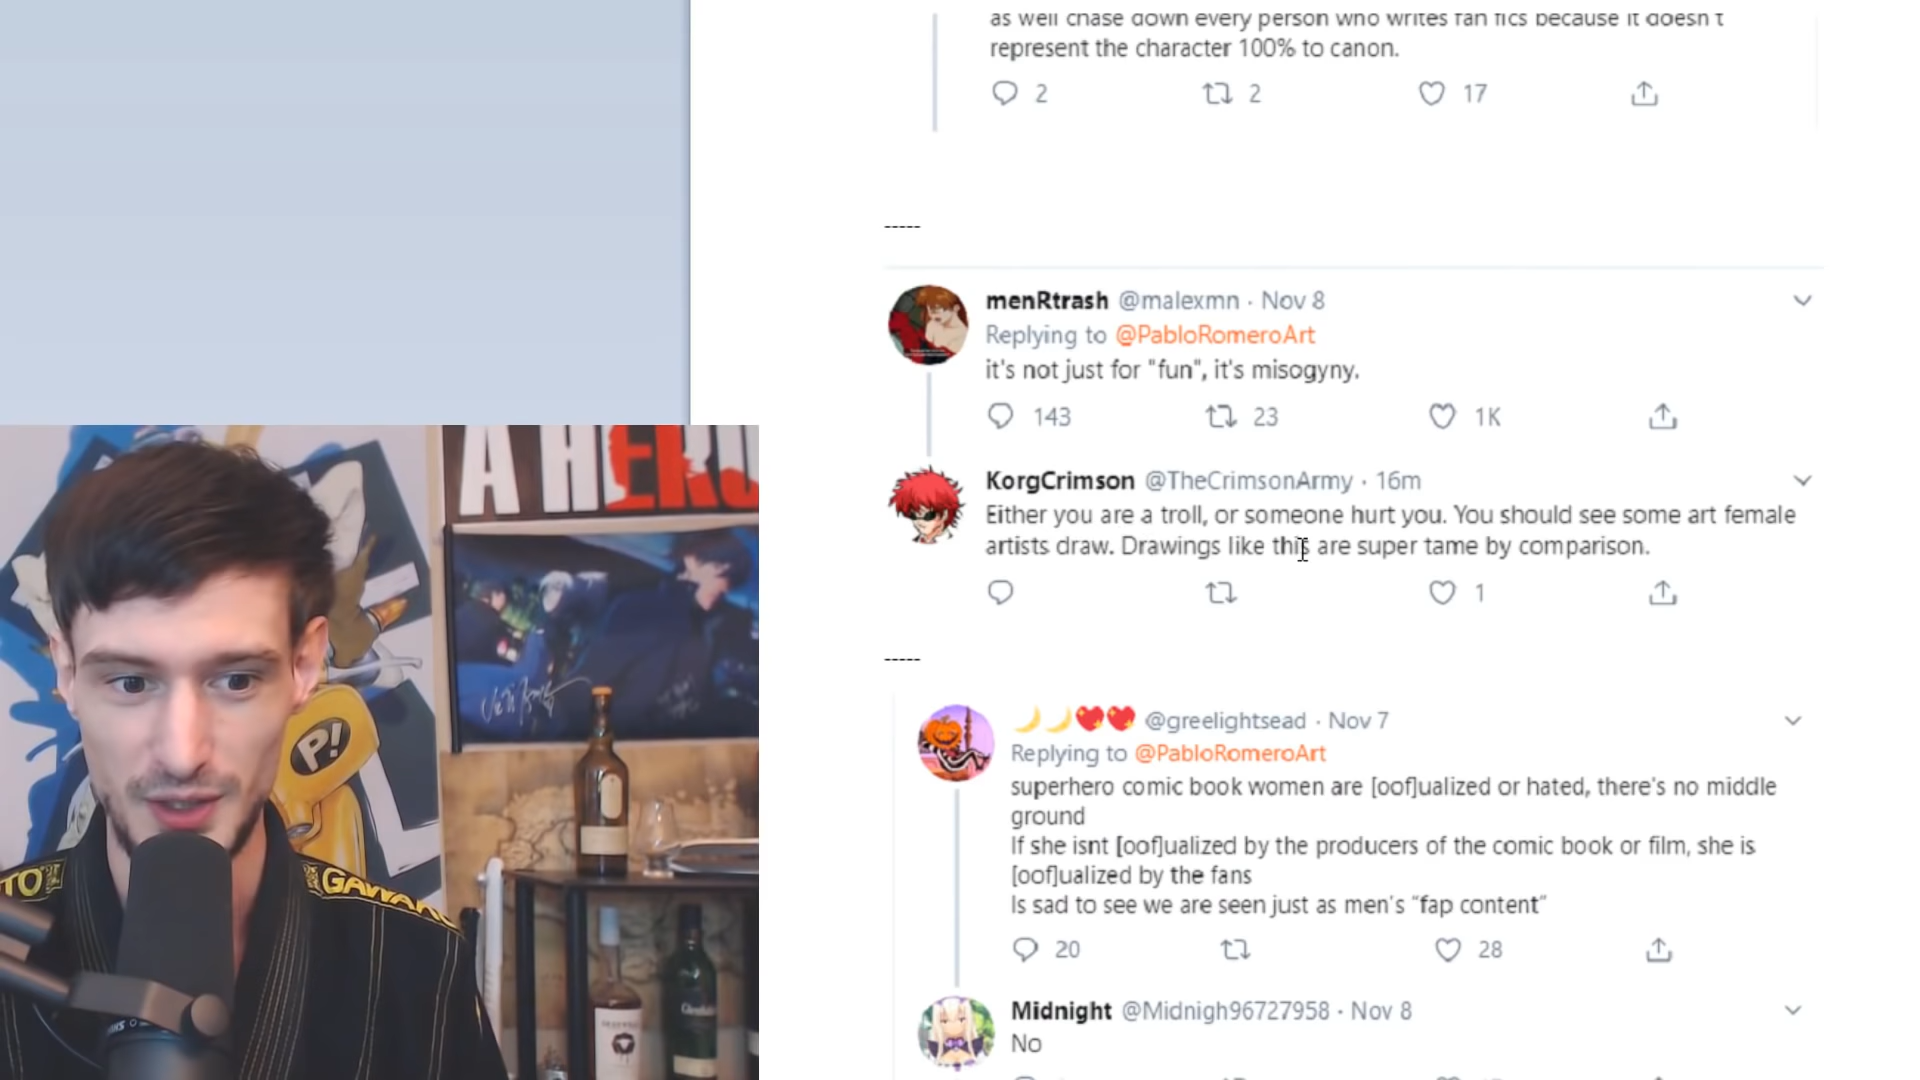 as well chase down every person who writes fan fics because it doesn't
represent the character 100% to canon.
2 2 17
-----
menRtrash @malexmn · Nov 8
Replying to @PabloRomeroArt
it's not just for "fun", it's misogyny.
143 23 1K
KorgCrimson @TheCrimsonArmy · 16m
Either you are a troll, or someone hurt you. You should see some art female
artists draw. Drawings like this are super tame by comparison.
1
-----
🌙🌙💖💖 @greelightsead · Nov 7
Replying to @PabloRomeroArt
superhero comic book women are [oof]ualized or hated, there's no middle
ground
If she isnt [oof]ualized by the producers of the comic book or film, she is
[oof]ualized by the fans
Is sad to see we are seen just as men's "fap content"
20 28
Midnight @Midnigh96727958 · Nov 8
No
A HERO
P!
TO
GAWAKU
Glenfiddich